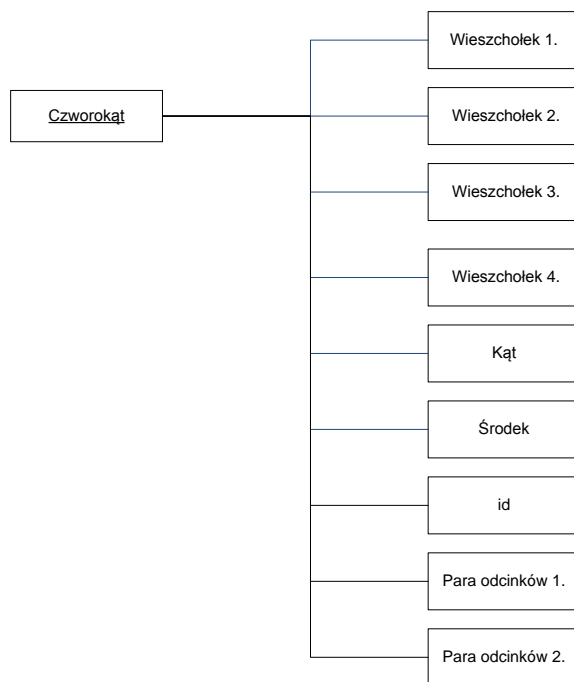 Wieszchołek 1.
Czworokąt
Wieszchołek 2.
Wieszchołek 3.
Wieszchołek 4.
Kąt
Środek
id
Para odcinków 1.
Para odcinków 2.